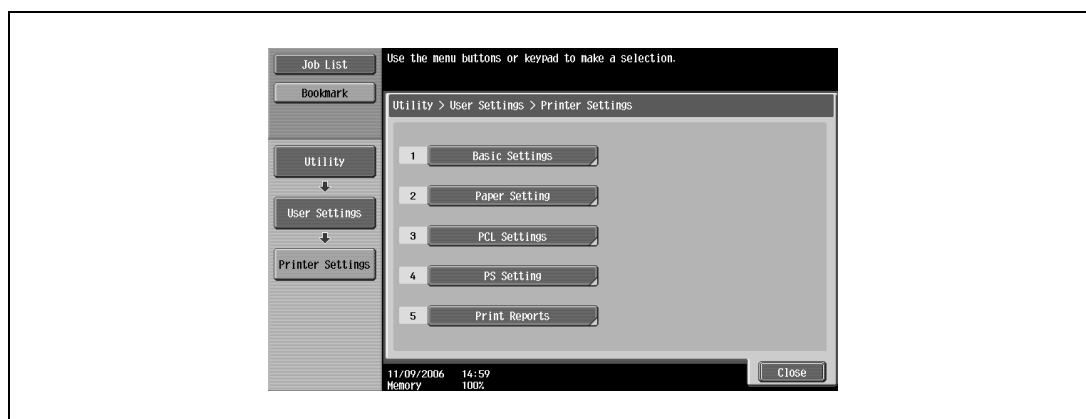 Job List
Bookmark
Utility
User Settings
Printer Settings
Use the menu buttons or keypad to make a selection.
Utility > User Settings > Printer Settings
1 Basic Settings
2 Paper Setting
3 PCL Settings
4 PS Setting
5 Print Reports
11/09/2006 14:59
Memory 100%
Close